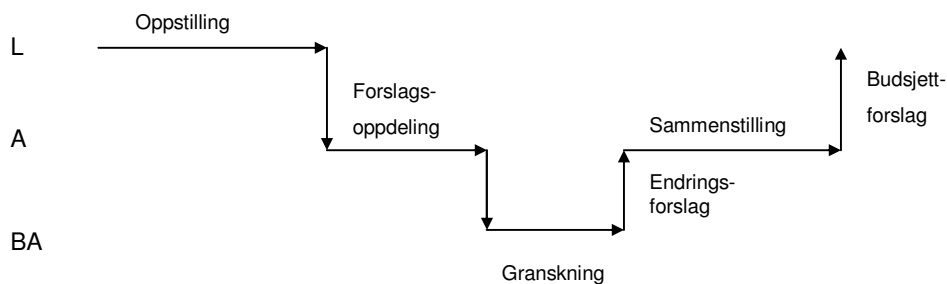 Oppstilling
L
Forslags-
oppdeling
Budsjett-
forslag
A
Sammenstilling
Endrings-
forslag
BA
Granskning